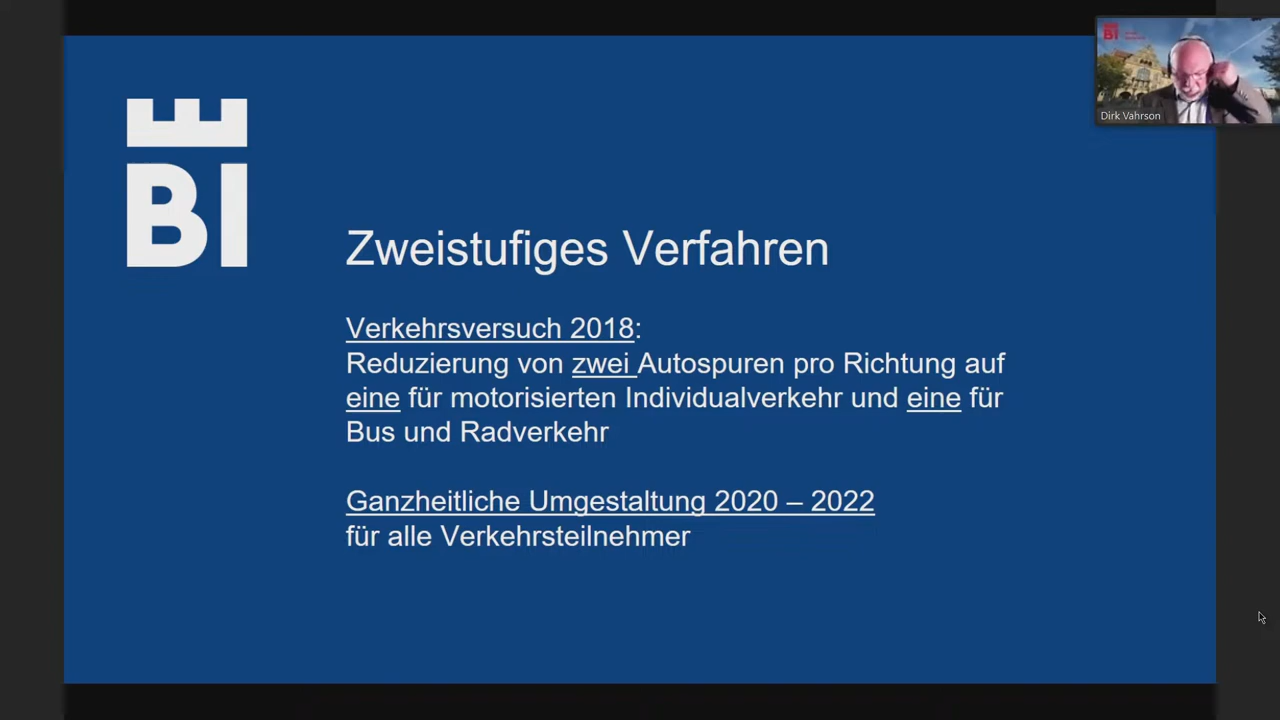 BI
Dirk Vahrson
BI
Zweistufiges Verfahren
Verkehrsversuch 2018:
Reduzierung von zwei Autospuren pro Richtung auf
eine für motorisierten Individualverkehr und eine für
Bus und Radverkehr
Ganzheitliche Umgestaltung 2020 – 2022
für alle Verkehrsteilnehmer